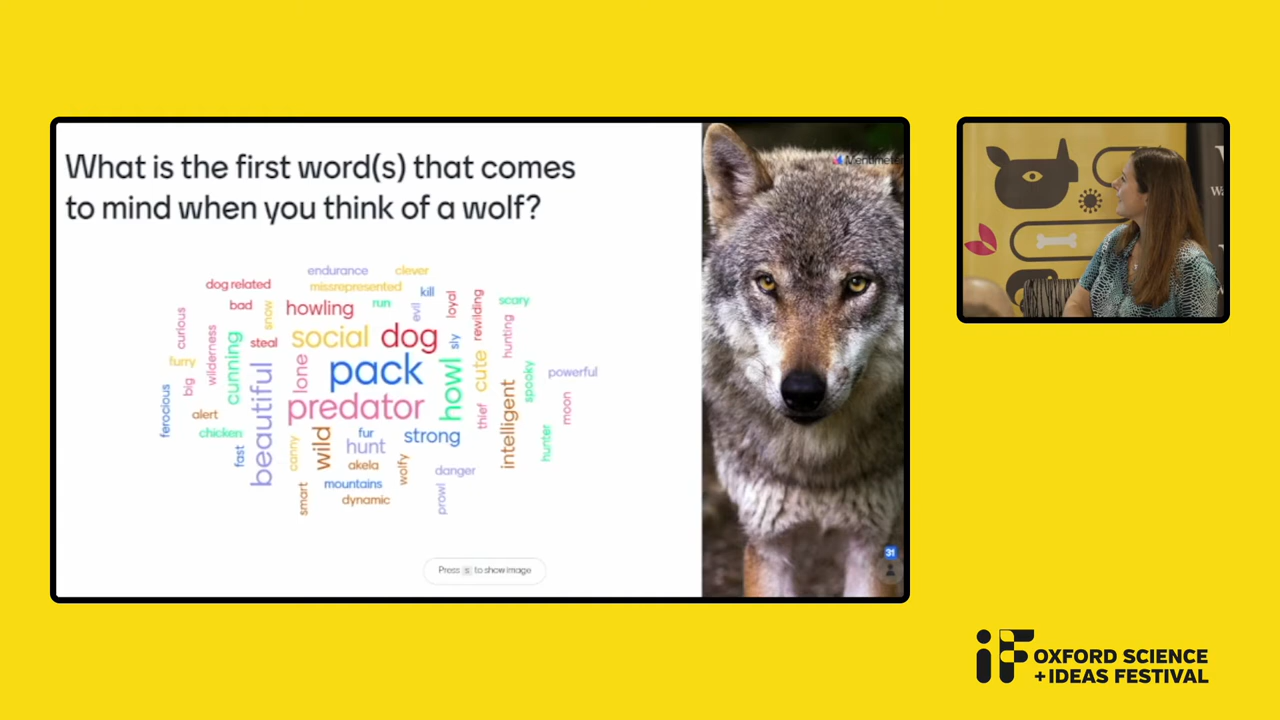 What is the first word(s) that comes
to mind when you think of a wolf?
Mentimeter
endurance
clever
dog related
missrepresented
kill
bad
snow
howling
run
evil
loyal
rewilding
scary
curious
wilderness
cunning
steal
social
dog
sly
hunting
furry
big
lone
pack
howl
cute
spooky
powerful
ferocious
alert
beautiful
predator
thief
intelligent
moon
chicken
fast
canny
wild
fur
hunt
strong
hunter
akela
wolfy
danger
smart
mountains
prowl
dynamic
Press s to show image
31
iF
OXFORD SCIENCE
+IDEAS FESTIVAL